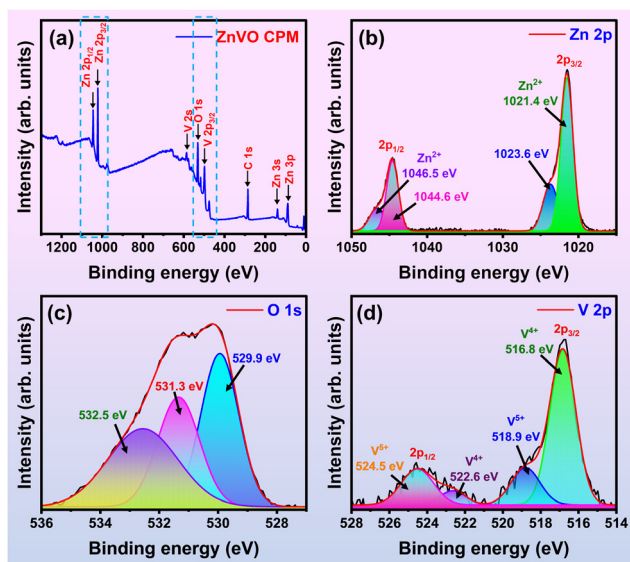 (a)
ZnVO CPM
Zn 2p1/2
Zn 2p3/2
V 2s
O 1s
V 2p3/2
C 1s
Zn 3s
Zn 3p
Intensity (arb. units)
1200 1000 800 600 400 200 0
Binding energy (eV)
(b)
Zn 2p
2p3/2
Zn2+
1021.4 eV
2p1/2
Zn2+
1046.5 eV
1023.6 eV
1044.6 eV
Intensity (arb. units)
1050 1040 1030 1020
Binding energy (eV)
(c)
O 1s
529.9 eV
531.3 eV
532.5 eV
Intensity (arb. units)
536 534 532 530 528
Binding energy (eV)
(d)
V 2p
V4+
516.8 eV
2p3/2
V5+
518.9 eV
V5+
524.5 eV
2p1/2
V4+
522.6 eV
Intensity (arb. units)
528 526 524 522 520 518 516 514
Binding energy (eV)